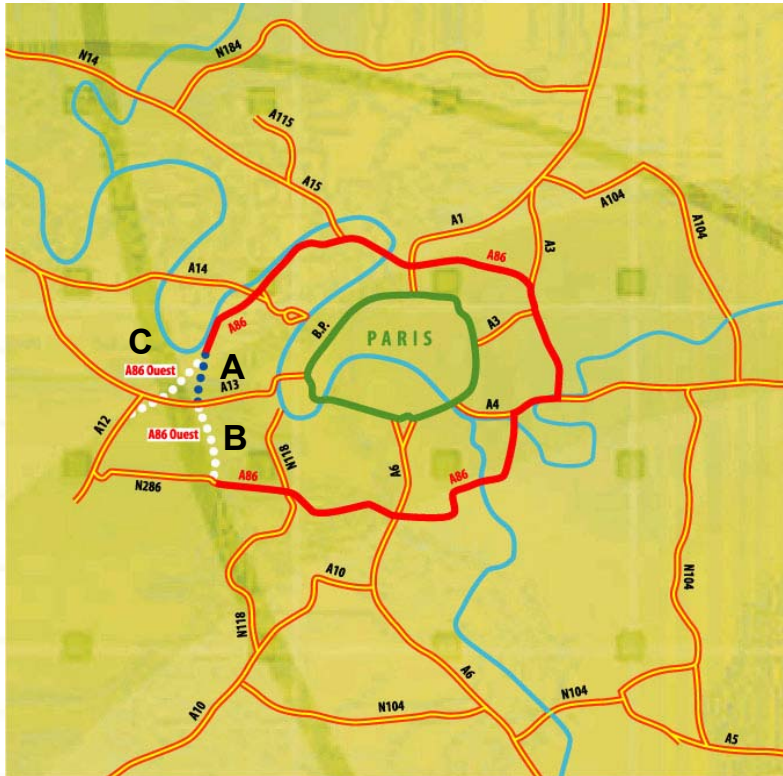 N14
N184
A115
A15
A1
A104
A104
A3
A14
A86
A86
B.P.
PARIS
A3
C
A86 Ouest
A
A13
A4
A12
A86 Ouest
B
N118
A6
A86
A86
N286
A10
N104
N118
A6
A10
N104
N104
A5